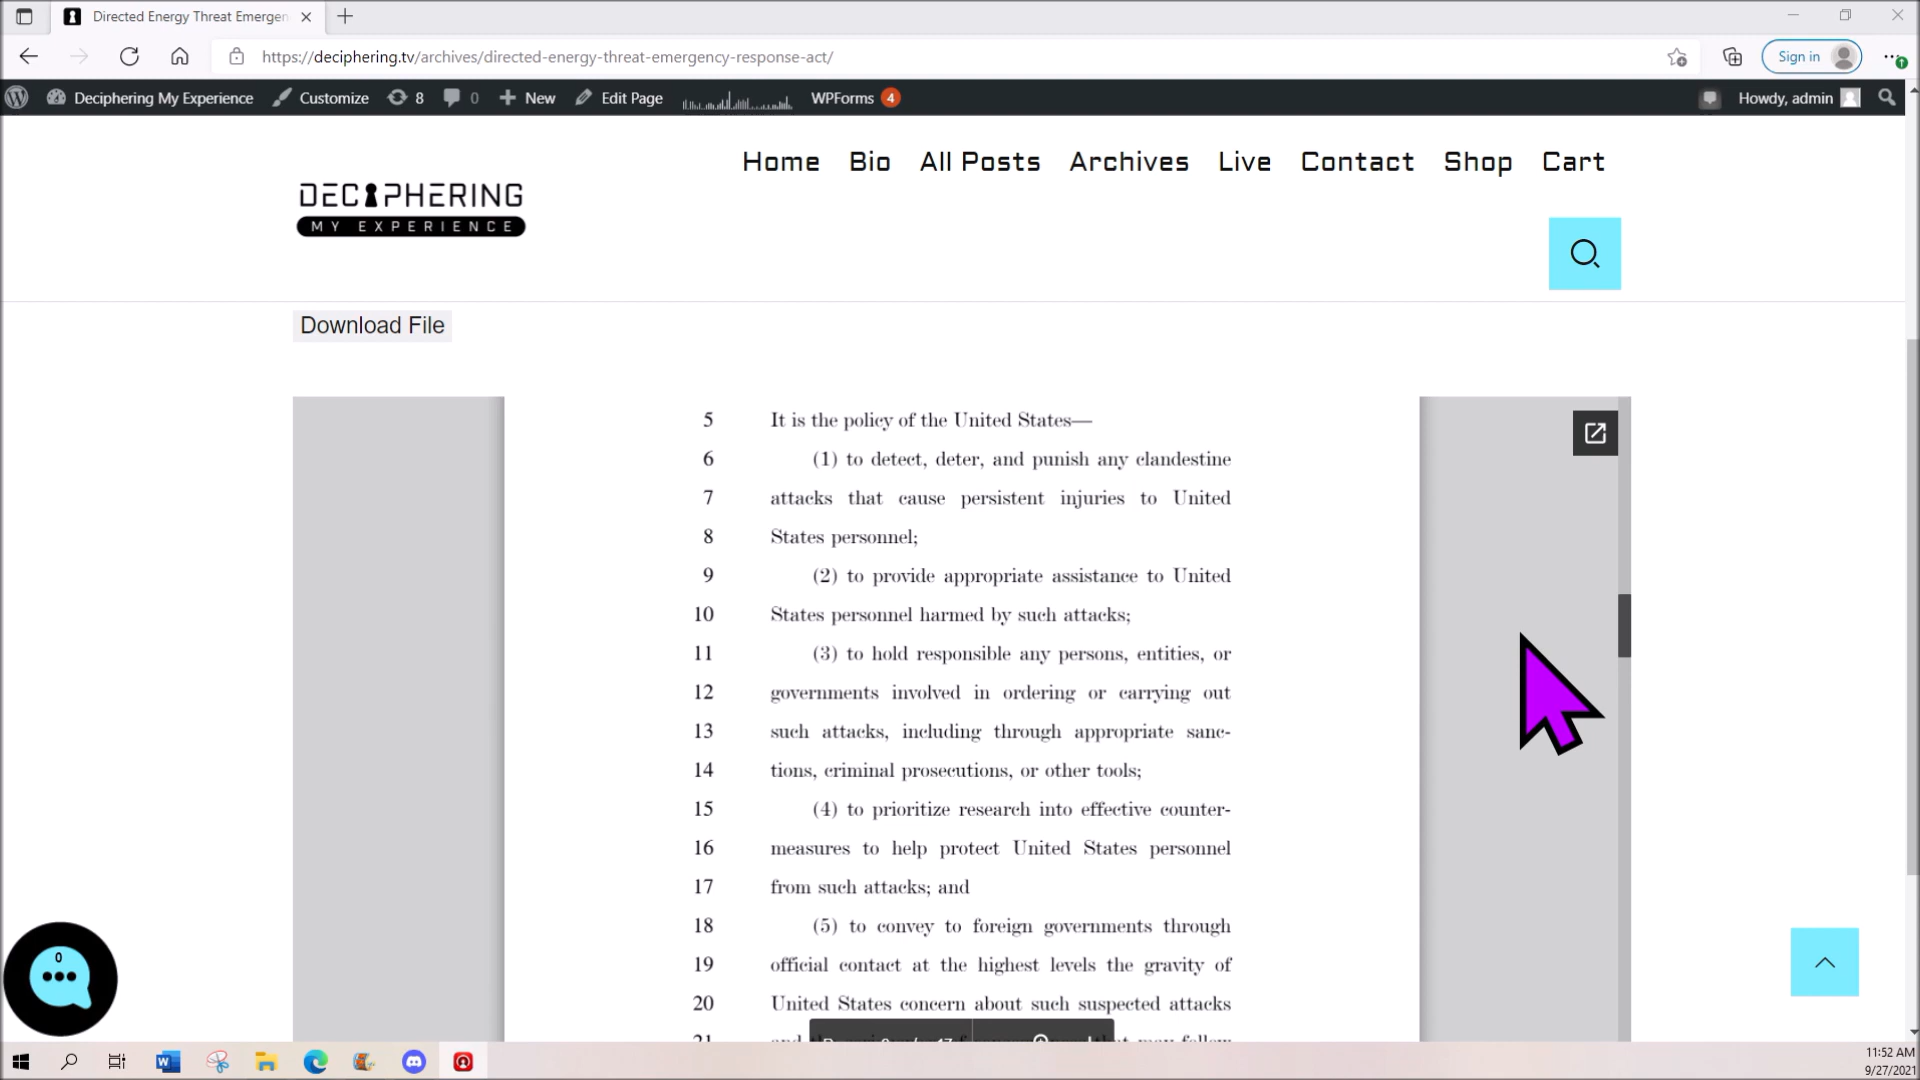 Directed Energy Threat Emergen
https://deciphering.tv/archives/directed-energy-threat-emergency-response-act/
Sign in
Deciphering My Experience Customize 8 0 New Edit Page WPForms 4 Howdy, admin
Home Bio All Posts Archives Live Contact Shop Cart
DECIPHERING
MY EXPERIENCE
Download File
5 It is the policy of the United States—
6 (1) to detect, deter, and punish any clandestine
7 attacks that cause persistent injuries to United
8 States personnel;
9 (2) to provide appropriate assistance to United
10 States personnel harmed by such attacks;
11 (3) to hold responsible any persons, entities, or
12 governments involved in ordering or carrying out
13 such attacks, including through appropriate sanc-
14 tions, criminal prosecutions, or other tools;
15 (4) to prioritize research into effective counter-
16 measures to help protect United States personnel
17 from such attacks; and
18 (5) to convey to foreign governments through
19 official contact at the highest levels the gravity of
20 United States concern about such suspected attacks
21 and that may follow
0
11:52 AM
9/27/2021